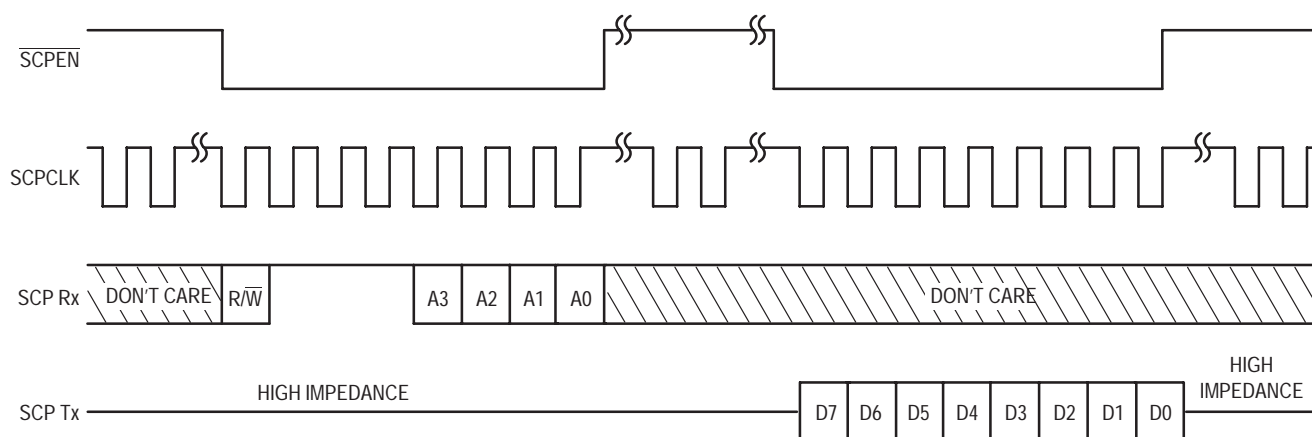 S̅C̅P̅E̅N̅
SCPCLK
SCP Rx
DON'T CARE
R/W̅
A3
A2
A1
A0
DON'T CARE
SCP Tx
HIGH IMPEDANCE
D7
D6
D5
D4
D3
D2
D1
D0
HIGH
IMPEDANCE